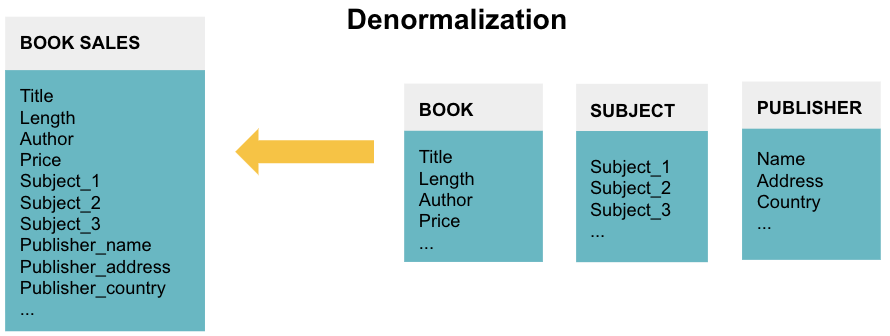 Denormalization
BOOK SALES
Title
Length
Author
Price
Subject_1
Subject_2
Subject_3
Publisher_name
Publisher_address
Publisher_country
...
BOOK
Title
Length
Author
Price
...
SUBJECT
Subject_1
Subject_2
Subject_3
...
PUBLISHER
Name
Address
Country
...